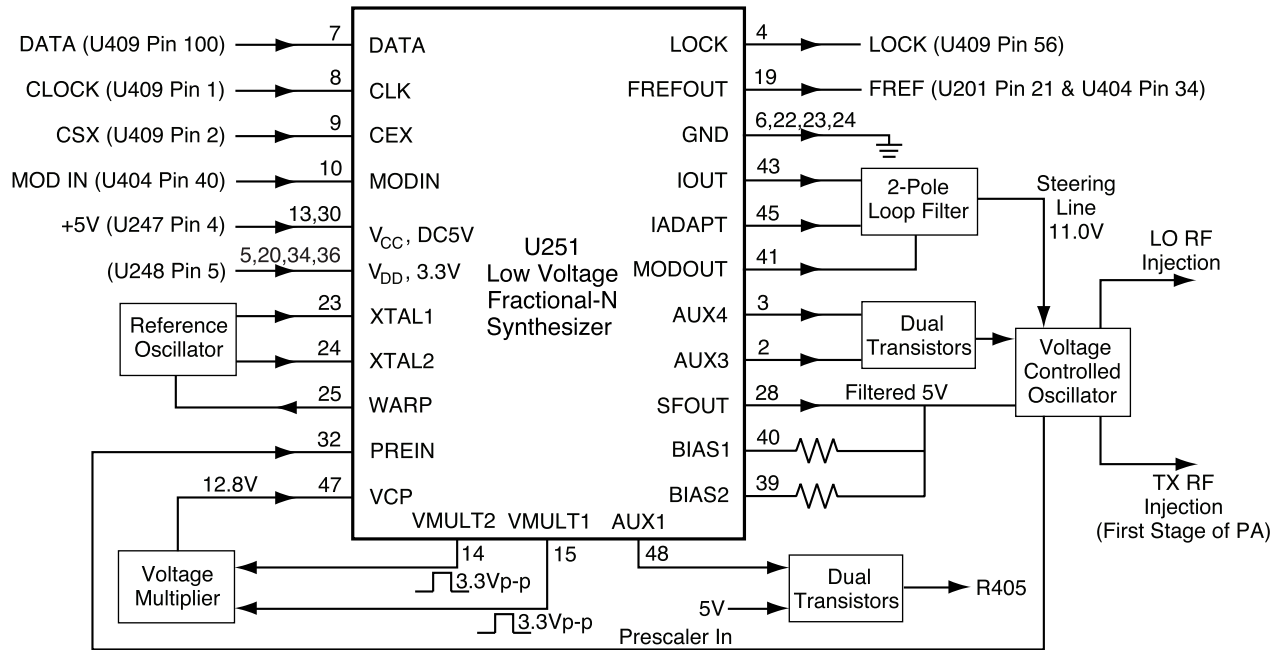 DATA (U409 Pin 100)
7
DATA
CLOCK (U409 Pin 1)
8
CLK
CSX (U409 Pin 2)
9
CEX
MOD IN (U404 Pin 40)
10
MODIN
+5V (U247 Pin 4)
13,30
VCC, DC5V
(U248 Pin 5)
5,20,34,36
VDD, 3.3V
Reference
Oscillator
23
XTAL1
24
XTAL2
25
WARP
32
PREIN
12.8V
47
VCP
Voltage
Multiplier
U251
Low Voltage
Fractional-N
Synthesizer
VMULT2
14
3.3Vp-p
VMULT1
15
3.3Vp-p
AUX1
48
LOCK
4
LOCK (U409 Pin 56)
FREFOUT
19
FREF (U201 Pin 21 & U404 Pin 34)
GND
6,22,23,24
IOUT
43
IADAPT
45
MODOUT
41
2-Pole
Loop Filter
Steering
Line
11.0V
AUX4
3
AUX3
2
Dual
Transistors
SFOUT
28
Filtered 5V
BIAS1
40
BIAS2
39
Voltage
Controlled
Oscillator
LO RF
Injection
TX RF
Injection
(First Stage of PA)
5V
Dual
Transistors
R405
Prescaler In